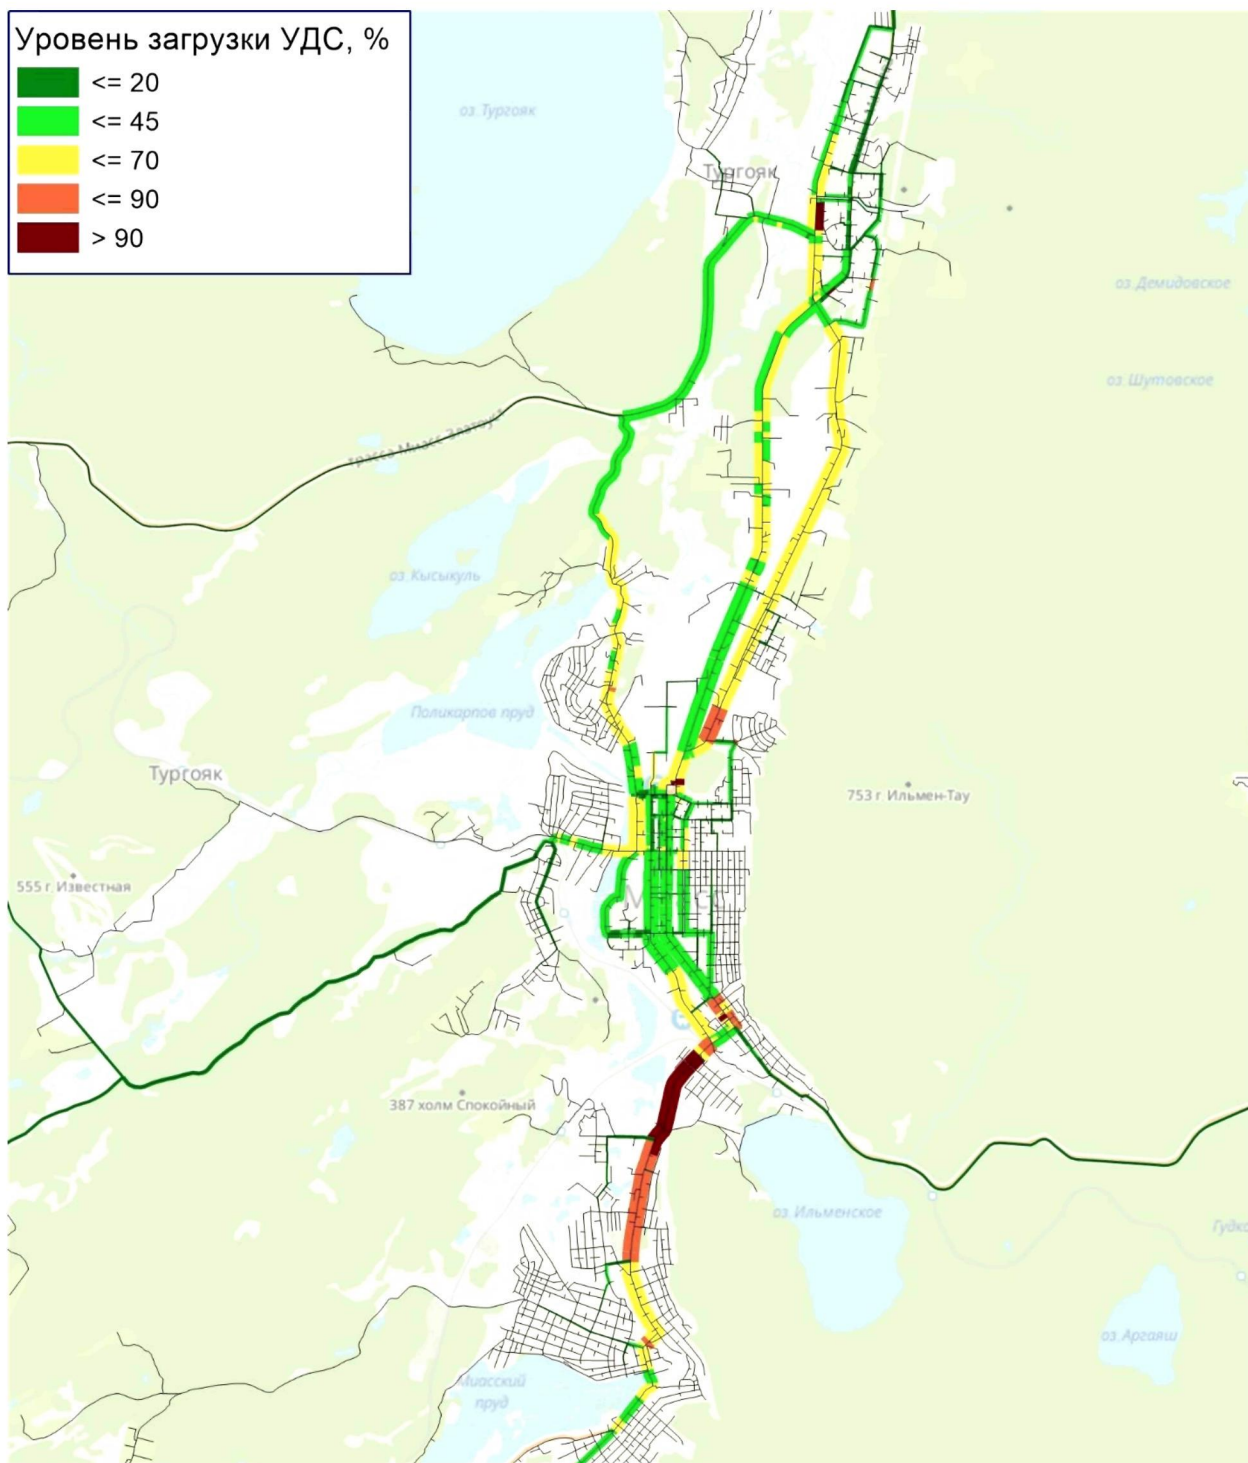 Уровень загрузки УДС, %
<= 20
<= 45
<= 70
<= 90
> 90
оз. Тургояк
Тургояк
оз. Демидовское
оз. Шутовское
трасса Миасс Златоуст
оз. Кысыкуль
Поликарпов пруд
Тургояк
753 г. Ильмен-Тау
555 г. Известная
Миасс
387 холм Спокойный
оз. Ильменское
оз. Аргаяш
Миасский
пруд